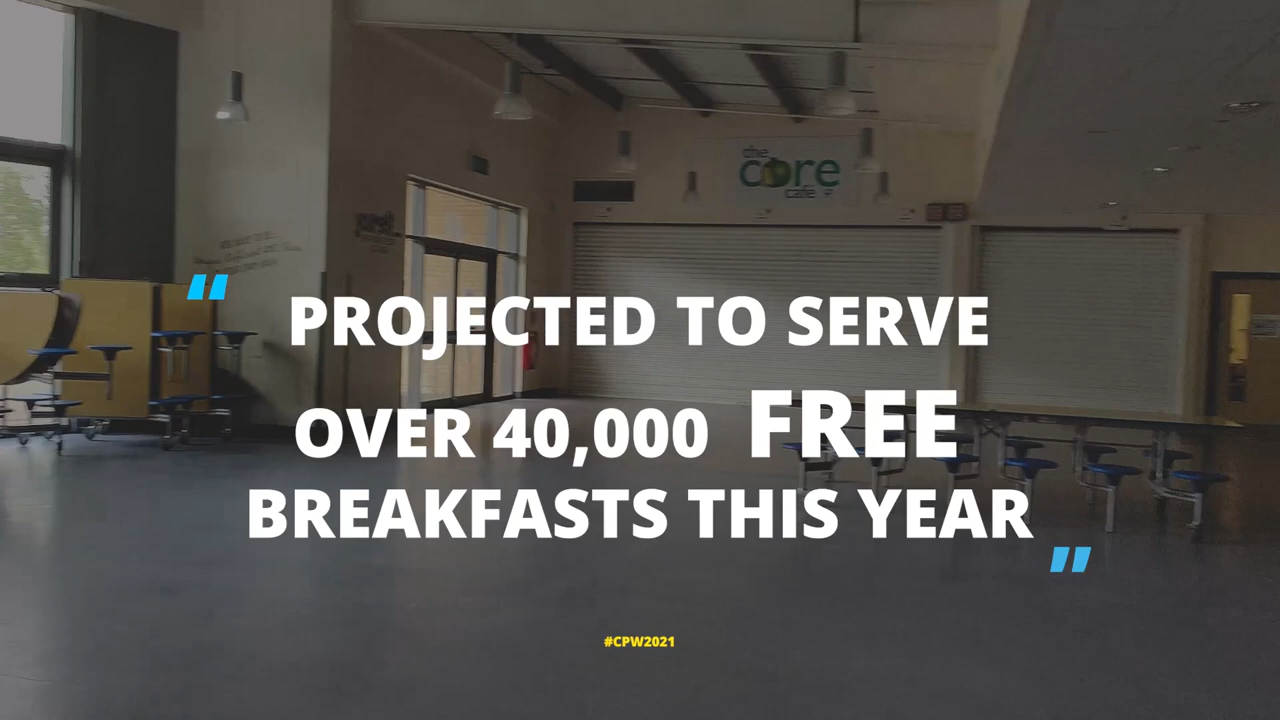 the
core
cafe
“ PROJECTED TO SERVE
OVER 40,000 FREE
BREAKFASTS THIS YEAR ”
#CPW2021